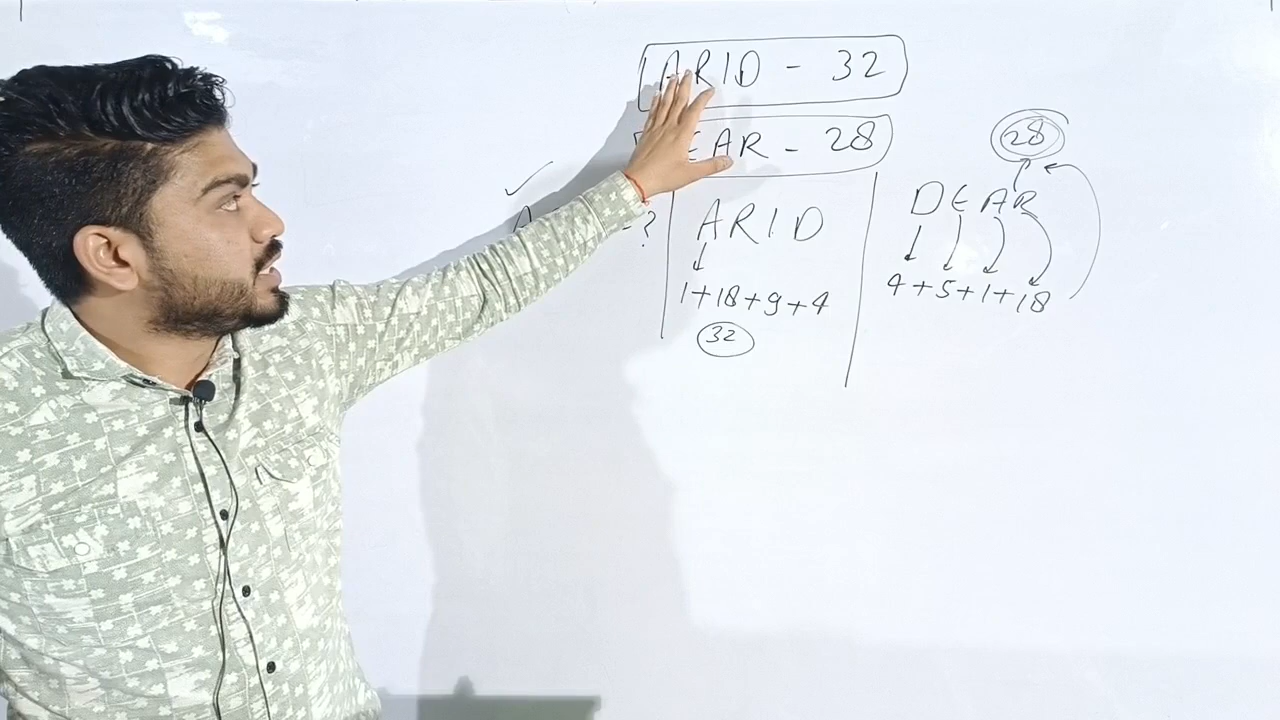 ARID - 32
EAR - 28
28
A -?
ARID
DEAR
1+18+9+4
4+5+1+18
32